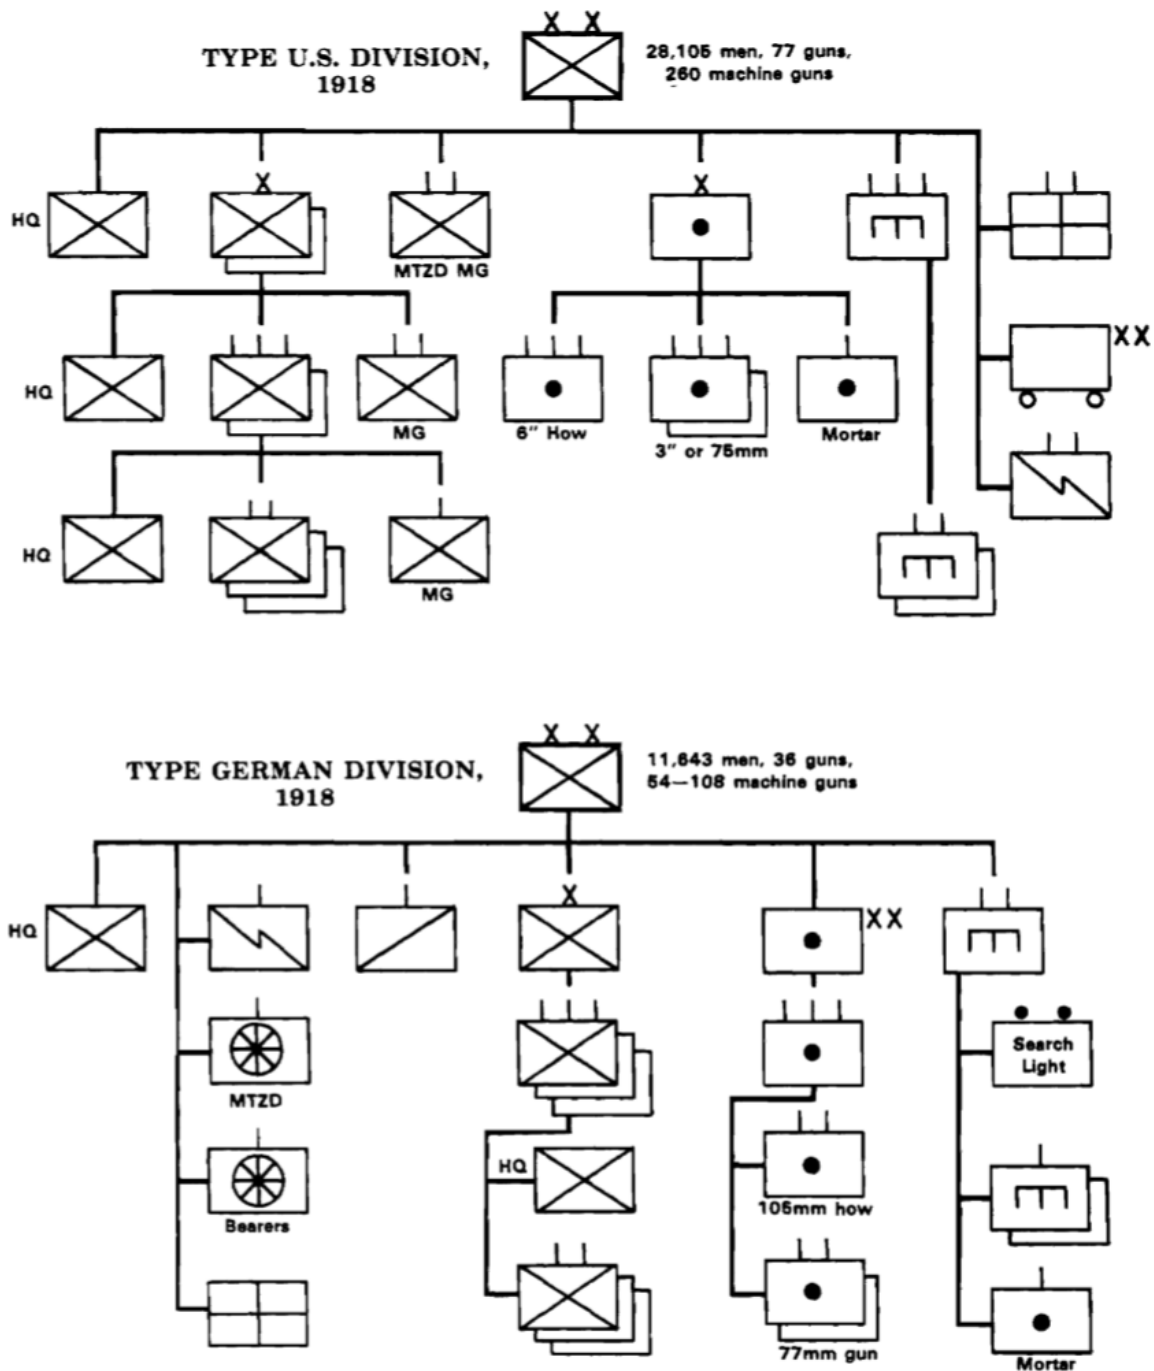 TYPE U.S. DIVISION,
1918
X X
28,105 men, 77 guns,
260 machine guns
HQ
X
MTZD MG
X
XX
HQ
MG
6" How
3" or 75mm
Mortar
HQ
MG
TYPE GERMAN DIVISION,
1918
X X
11,643 men, 36 guns,
54—108 machine guns
HQ
X
XX
Search
Light
MTZD
HQ
Bearers
105mm how
77mm gun
Mortar